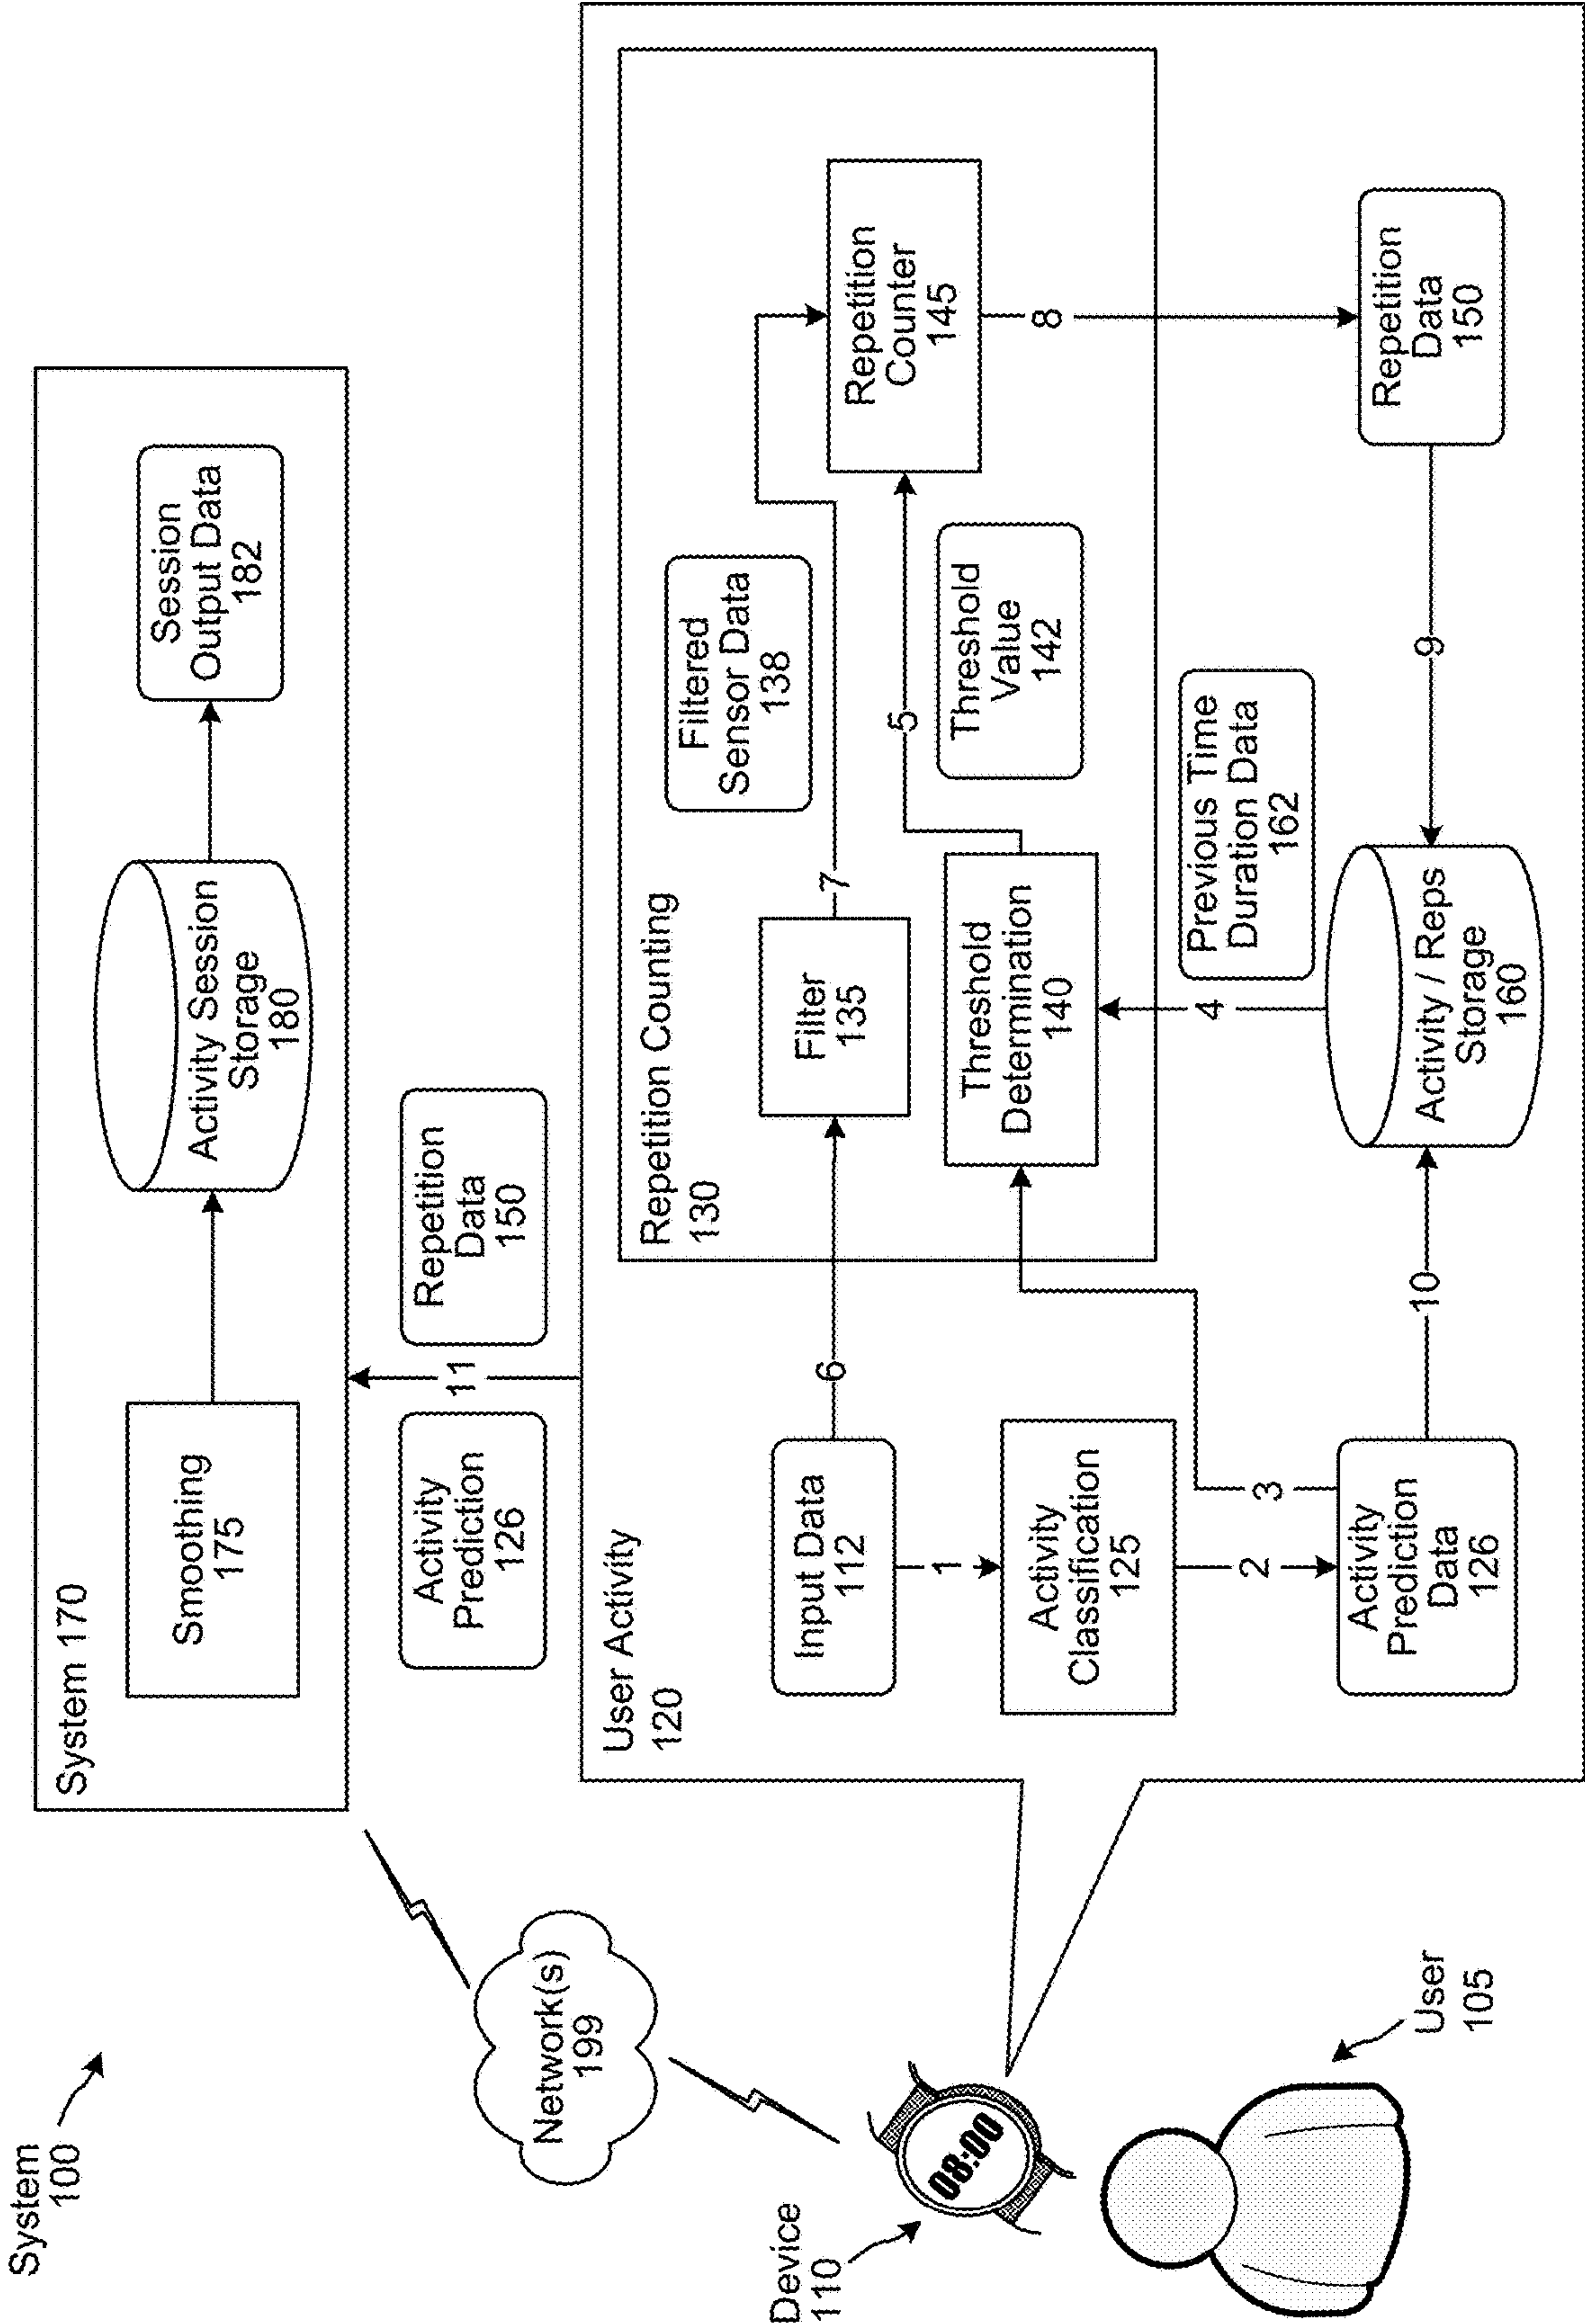 System
100
System 170
Smoothing
175
Activity Session
Storage
180
Session
Output Data
182
Network(s)
199
Activity
Prediction
126
11
Repetition
Data
150
Device
110
08:00
User
105
User Activity
120
Input Data
112
1
Activity
Classification
125
2
Activity
Prediction
Data
126
3
6
10
Repetition Counting
130
Filter
135
7
Filtered
Sensor Data
138
Threshold
Determination
140
5
Threshold
Value
142
Repetition
Counter
145
8
4
Previous Time
Duration Data
162
Activity / Reps
Storage
160
9
Repetition
Data
150